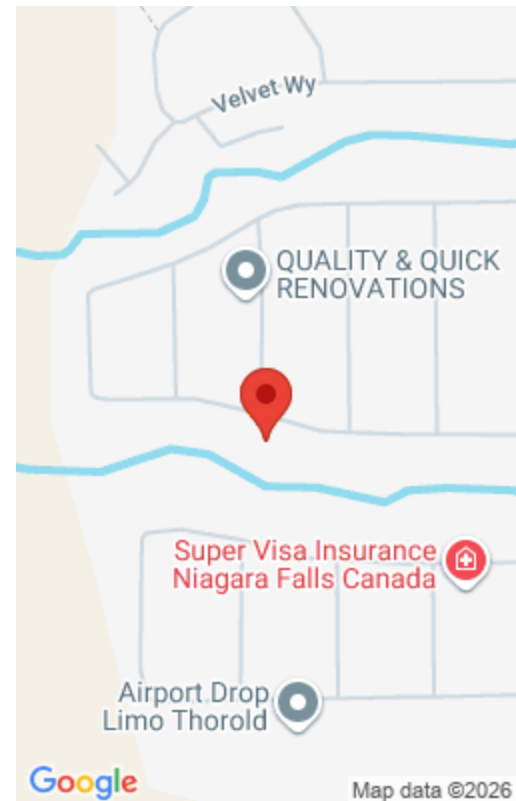 Velvet Wy
QUALITY & QUICK
RENOVATIONS
Super Visa Insurance
Niagara Falls Canada
Airport Drop
Limo Thorold
Google
Map data ©2026